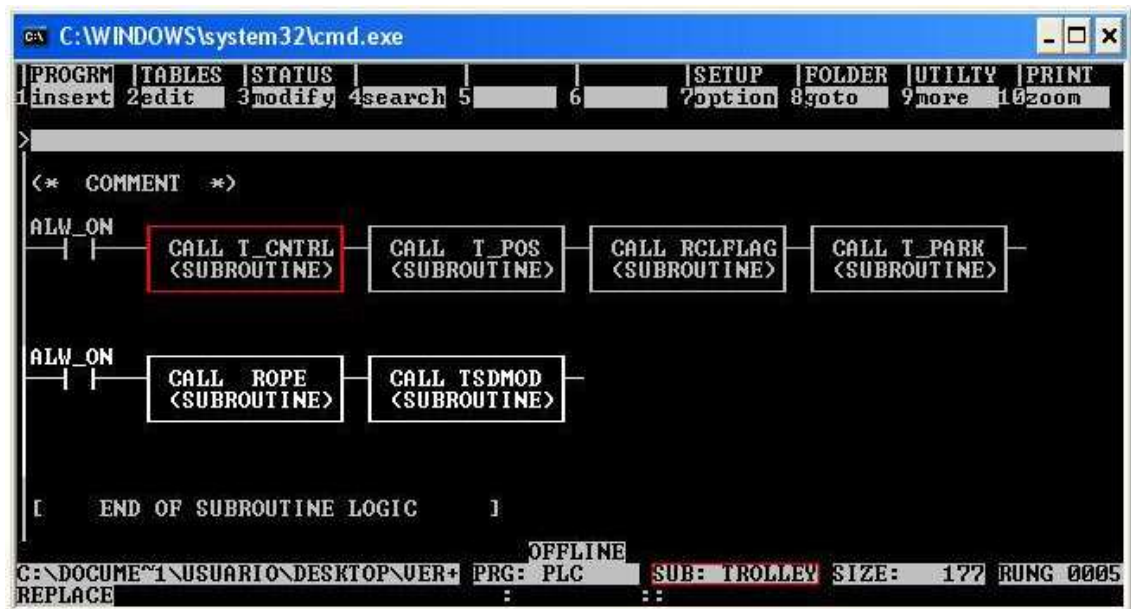 C:\WINDOWS\system32\cmd.exe
|PROGRM |TABLES |STATUS | | | |SETUP |FOLDER |UTILTY |PRINT
1insert 2edit 3modify 4search 5 6 7option 8goto 9more 10zoom
>
(* COMMENT *)
ALW_ON
CALL T_CNTRL CALL T_POS CALL RCLFLAG CALL T_PARK
(SUBROUTINE) (SUBROUTINE) (SUBROUTINE) (SUBROUTINE)
ALW_ON
CALL ROPE CALL TSDMOD
(SUBROUTINE) (SUBROUTINE)
[ END OF SUBROUTINE LOGIC ]
OFFLINE
C:\DOCUME~1\USUARIO\DESKTOP\VER+ PRG: PLC SUB: TROLLEY SIZE: 177 RUNG 0005
REPLACE : ::